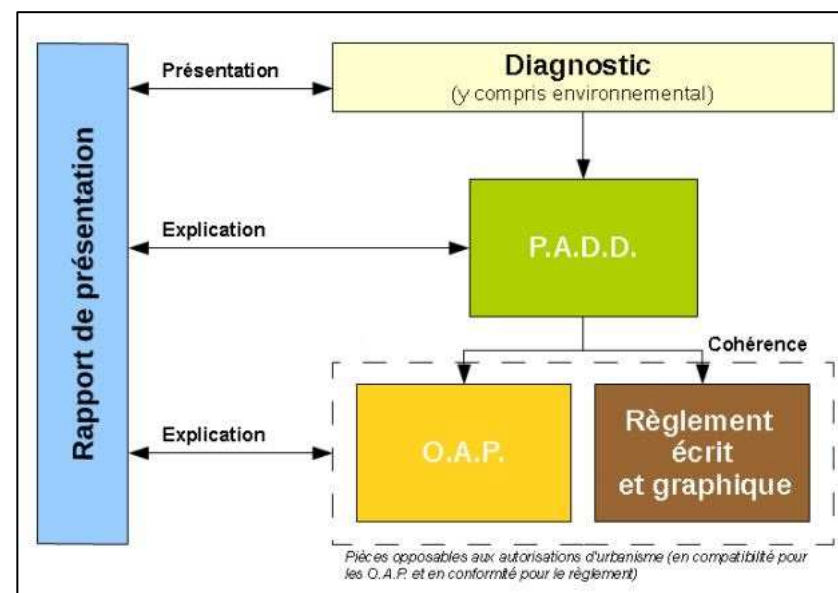 Rapport de présentation
Présentation
Diagnostic
(y compris environnemental)
Explication
P.A.D.D.
Cohérence
Explication
O.A.P.
Règlement
écrit
et graphique
Pièces opposables aux autorisations d'urbanisme (en compatibilité pour
les O.A.P. et en conformité pour le règlement)